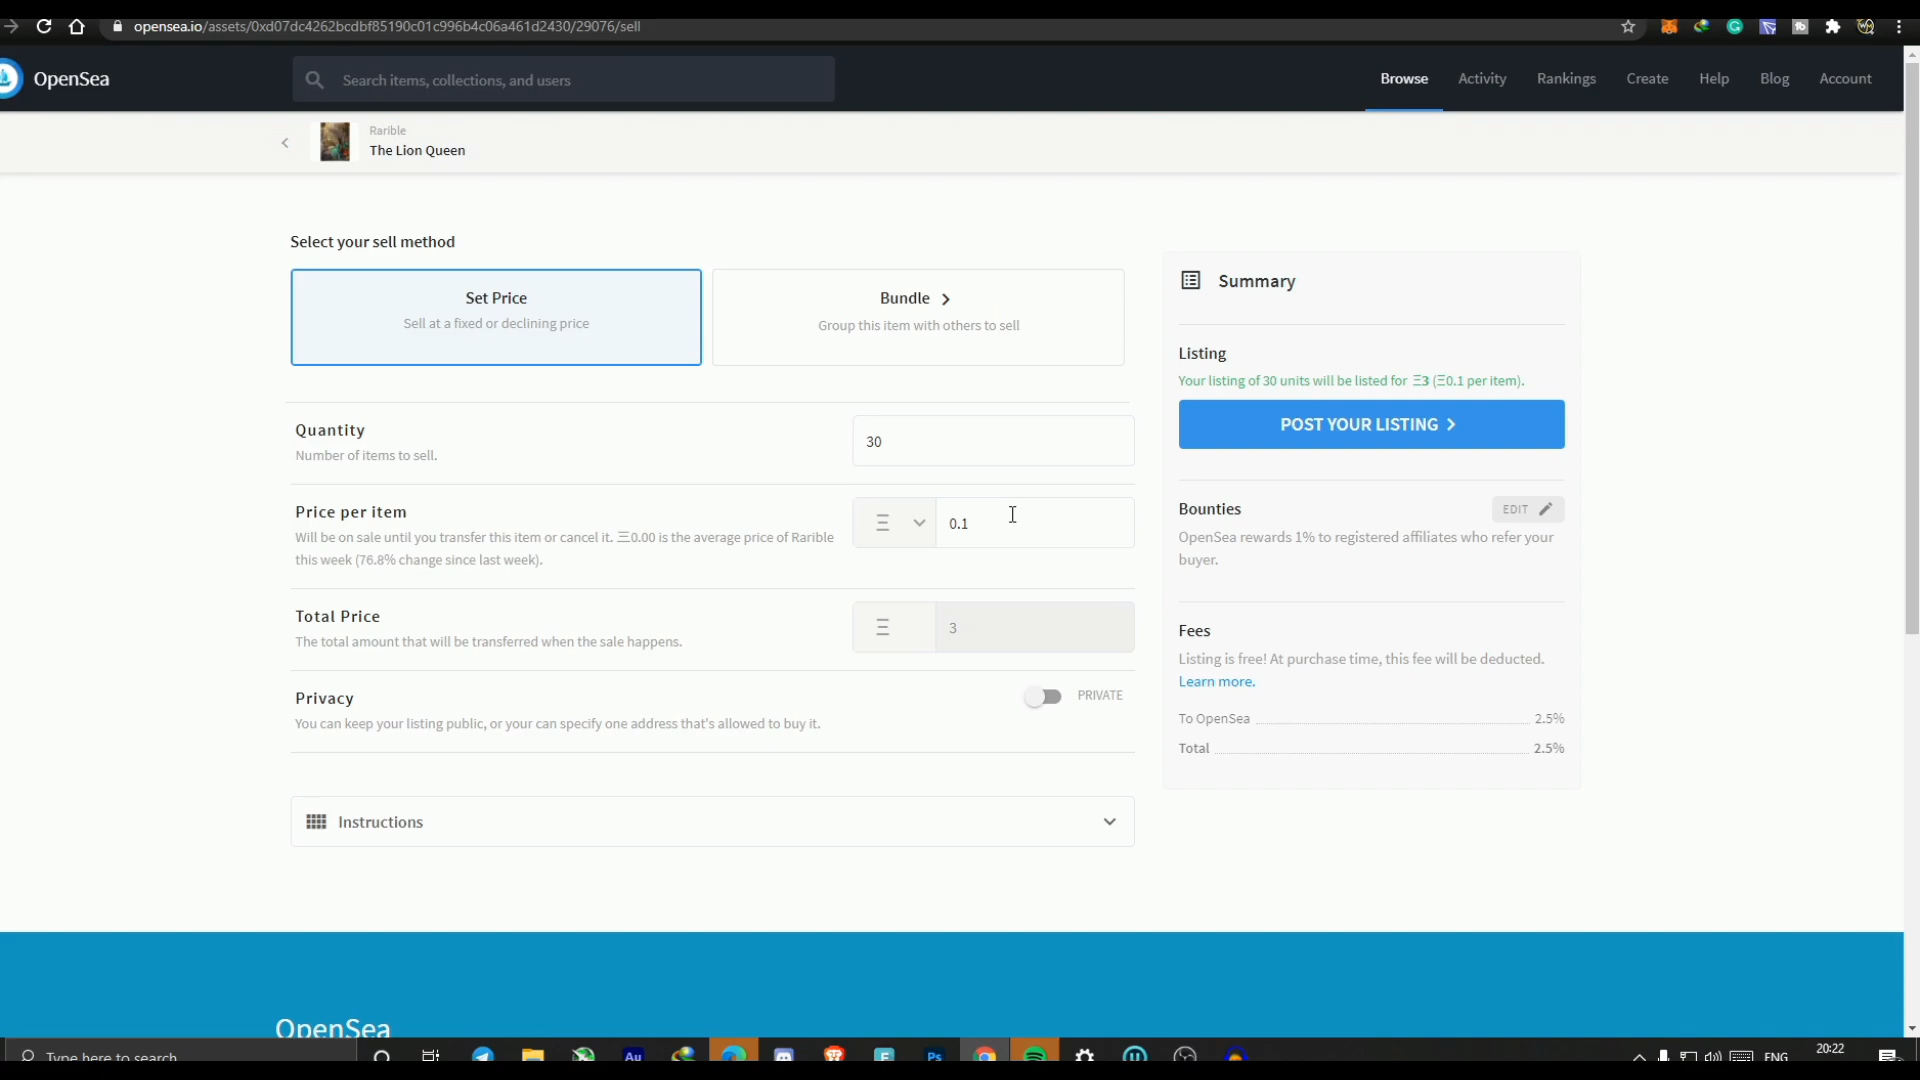 opensea.io/assets/0xd07dc4262bcdbf85190c01c996b4c06a461d2430/29076/sell
OpenSea
Search items, collections, and users
Browse
Activity
Rankings
Create
Help
Blog
Account
Rarible
The Lion Queen
Select your sell method
Set Price
Sell at a fixed or declining price
Bundle
Group this item with others to sell
Quantity
Number of items to sell.
30
Price per item
Will be on sale until you transfer this item or cancel it. Ξ0.00 is the average price of Rarible
this week (76.8% change since last week).
Ξ
0.1
Total Price
The total amount that will be transferred when the sale happens.
Ξ
3
Privacy
You can keep your listing public, or your can specify one address that's allowed to buy it.
PRIVATE
Instructions
Summary
Listing
Your listing of 30 units will be listed for Ξ3 (Ξ0.1 per item).
POST YOUR LISTING
Bounties
EDIT
OpenSea rewards 1% to registered affiliates who refer your
buyer.
Fees
Listing is free! At purchase time, this fee will be deducted.
Learn more.
To OpenSea 2.5%
Total 2.5%
OpenSea
Type here to search
Au
Ps
ENG
20:22